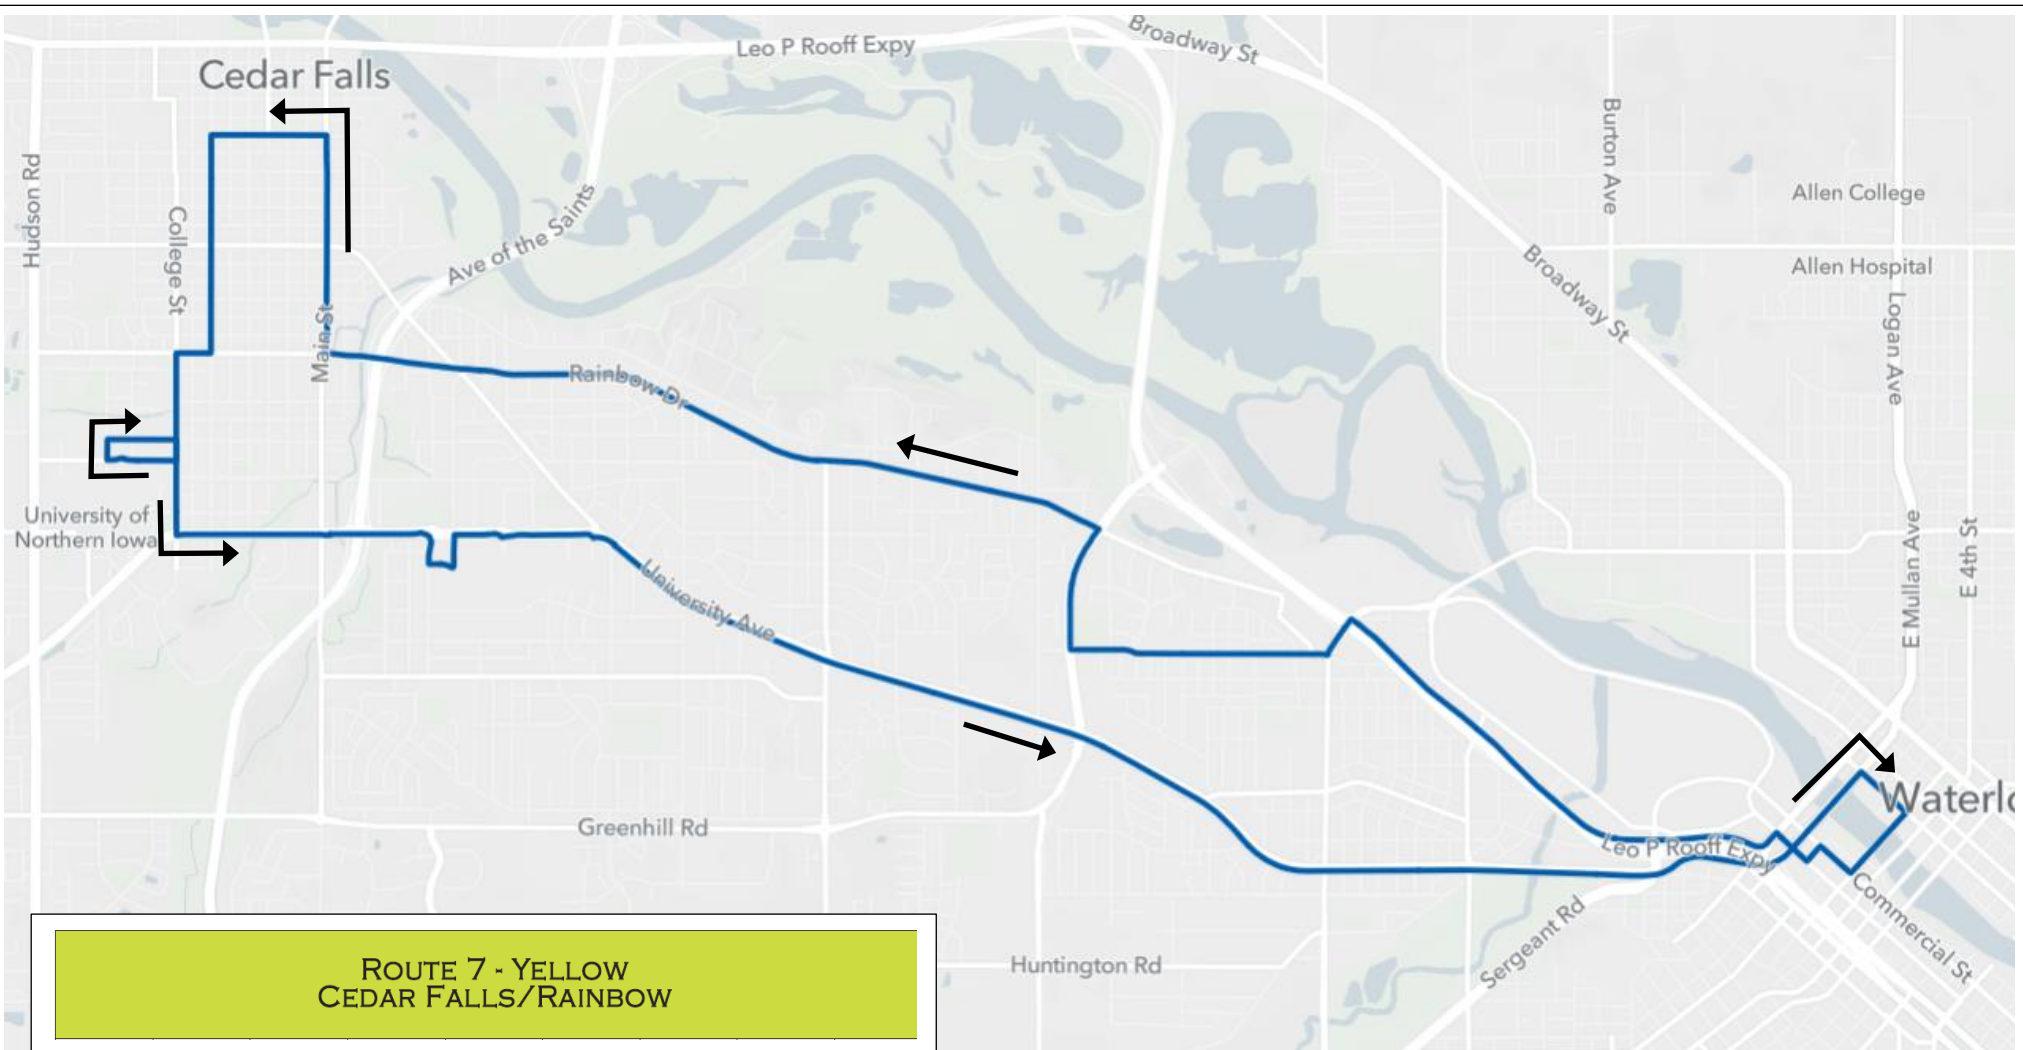 Leo P Rooff Expy
Broadway St
Cedar Falls
Hudson Rd
College St
Main St
Ave of the Saints
Burton Ave
Allen College
Allen Hospital
Broadway St
Logan Ave
Rainbow Dr
University of
Northern Iowa
University Ave
E Mullan Ave
E 4th St
Waterlo
Greenhill Rd
Leo P Rooff Expy
Commercial St
Sergeant Rd
Huntington Rd
ROUTE 7 - YELLOW
CEDAR FALLS/RAINBOW